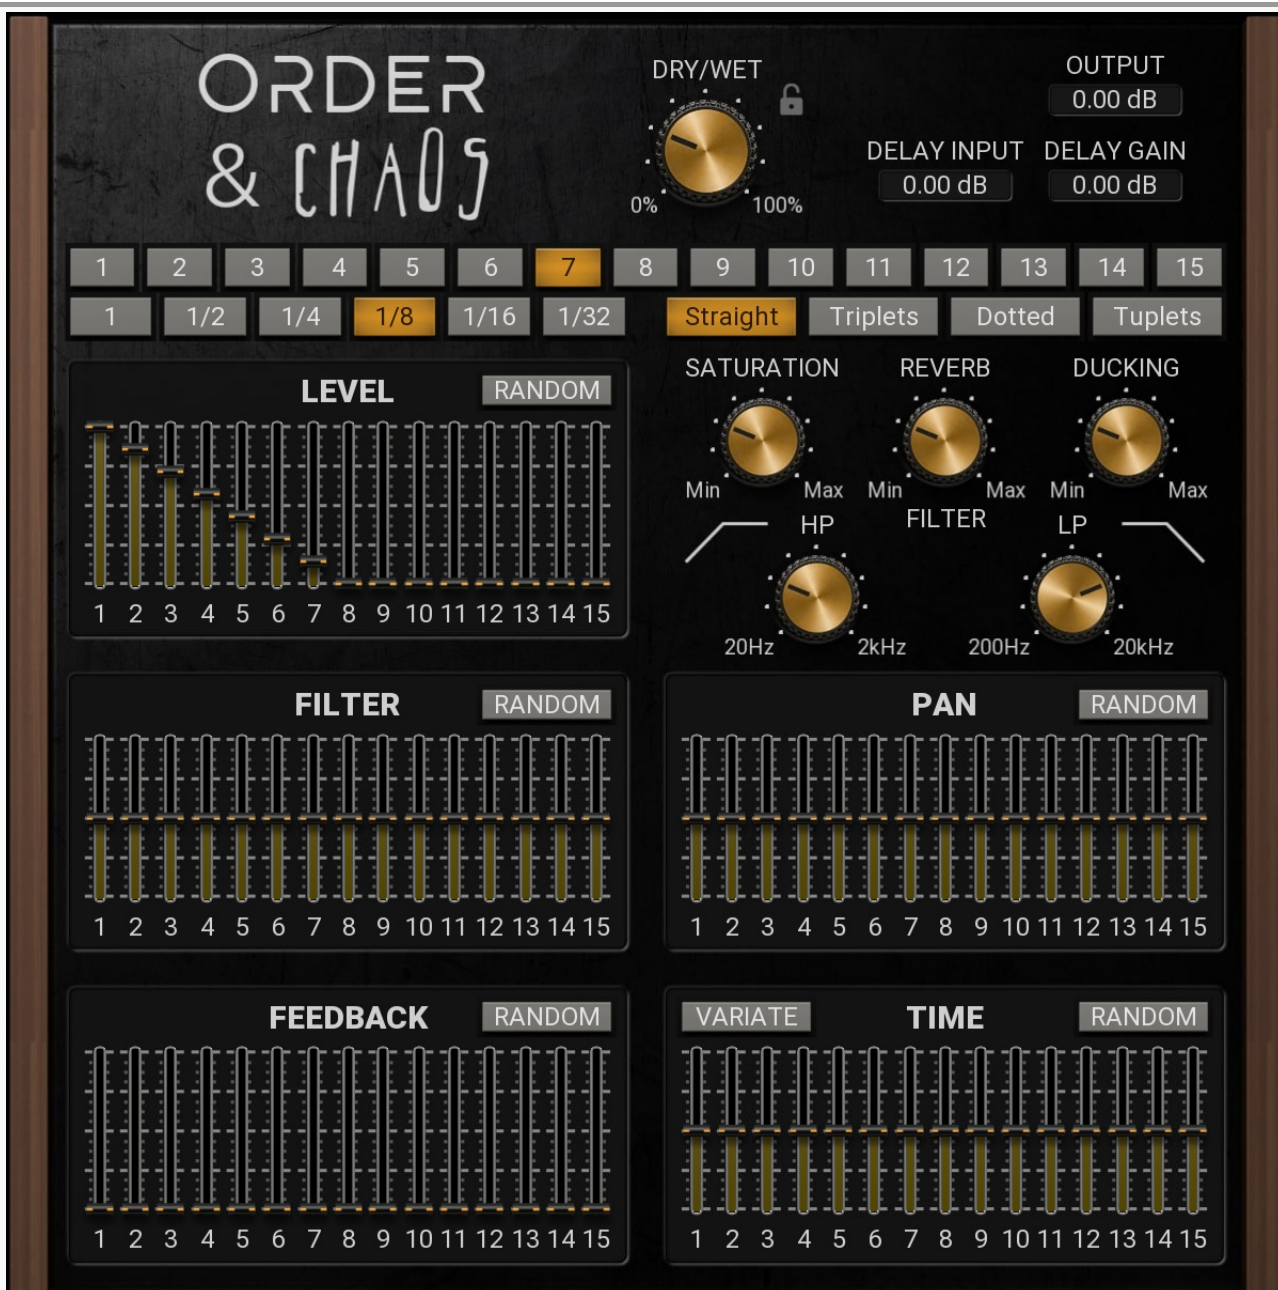 ORDER
& CHAOS
DRY/WET
0% 100%
OUTPUT
0.00 dB
DELAY INPUT DELAY GAIN
0.00 dB 0.00 dB
1 2 3 4 5 6 7 8 9 10 11 12 13 14 15
1 1/2 1/4 1/8 1/16 1/32 Straight Triplets Dotted Tuplets
LEVEL RANDOM
1 2 3 4 5 6 7 8 9 10 11 12 13 14 15
SATURATION REVERB DUCKING
Min Max Min Max Min Max
HP FILTER LP
20Hz 2kHz 200Hz 20kHz
FILTER RANDOM
1 2 3 4 5 6 7 8 9 10 11 12 13 14 15
PAN RANDOM
1 2 3 4 5 6 7 8 9 10 11 12 13 14 15
FEEDBACK RANDOM
1 2 3 4 5 6 7 8 9 10 11 12 13 14 15
VARIATE TIME RANDOM
1 2 3 4 5 6 7 8 9 10 11 12 13 14 15